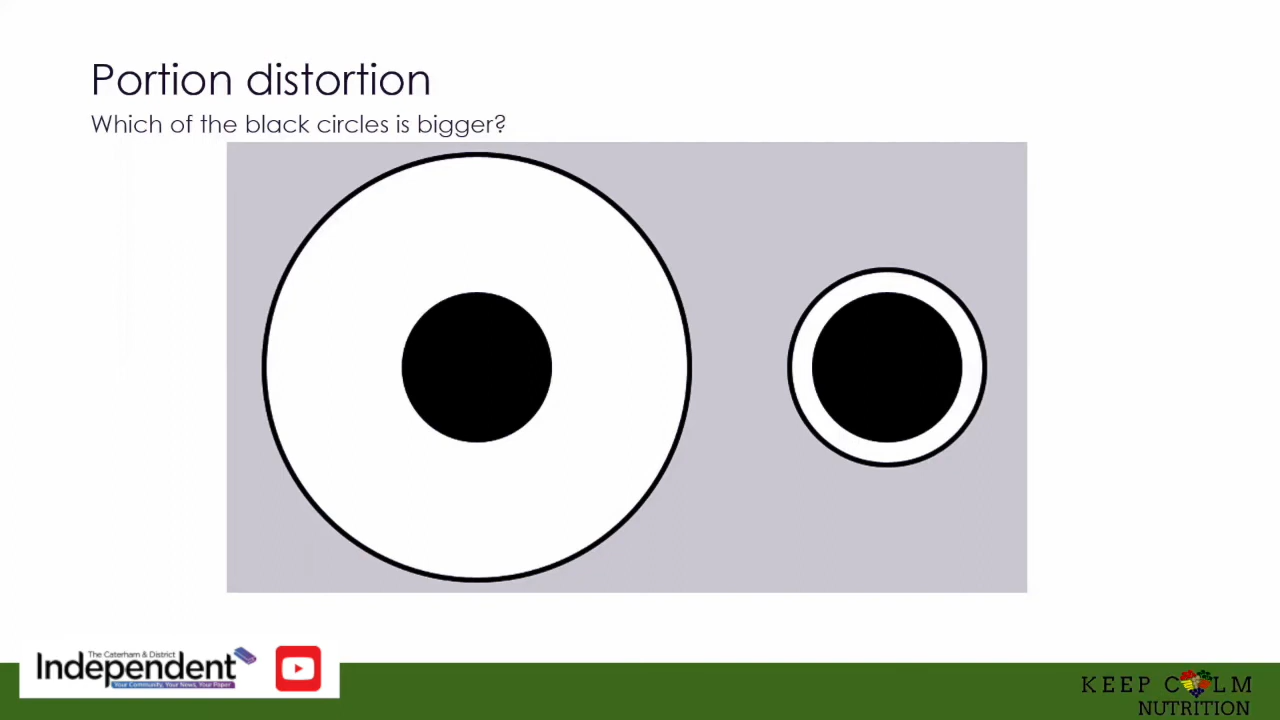 Portion distortion
Which of the black circles is bigger?
The Caterham & District
Independent
Your Community, Your News, Your Paper
KEEP C LM
NUTRITION